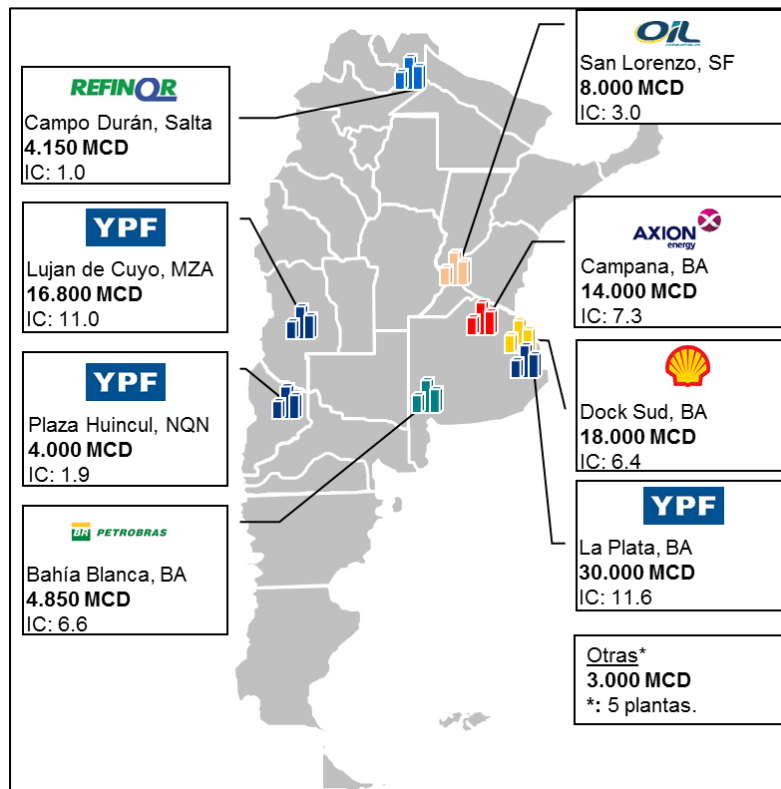 REFINOR
Campo Durán, Salta
4.150 MCD
IC: 1.0
YPF
Lujan de Cuyo, MZA
16.800 MCD
IC: 11.0
YPF
Plaza Huincul, NQN
4.000 MCD
IC: 1.9
BR PETROBRAS
Bahía Blanca, BA
4.850 MCD
IC: 6.6
OIL
San Lorenzo, SF
8.000 MCD
IC: 3.0
AXION
energy
Campana, BA
14.000 MCD
IC: 7.3
Dock Sud, BA
18.000 MCD
IC: 6.4
YPF
La Plata, BA
30.000 MCD
IC: 11.6
Otras*
3.000 MCD
*: 5 plantas.